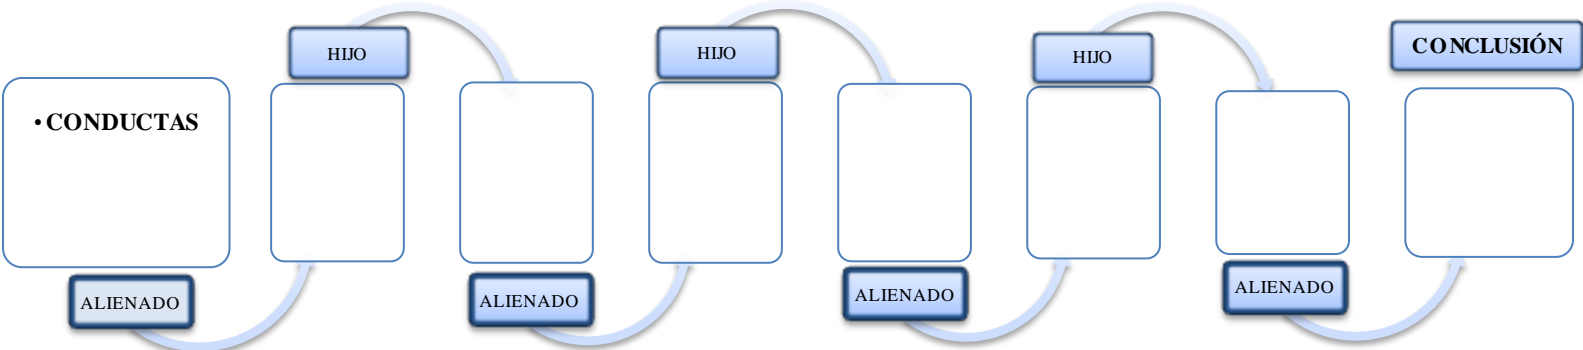 • CONDUCTAS
ALIENADO
HIJO
ALIENADO
HIJO
ALIENADO
HIJO
ALIENADO
CONCLUSIÓN